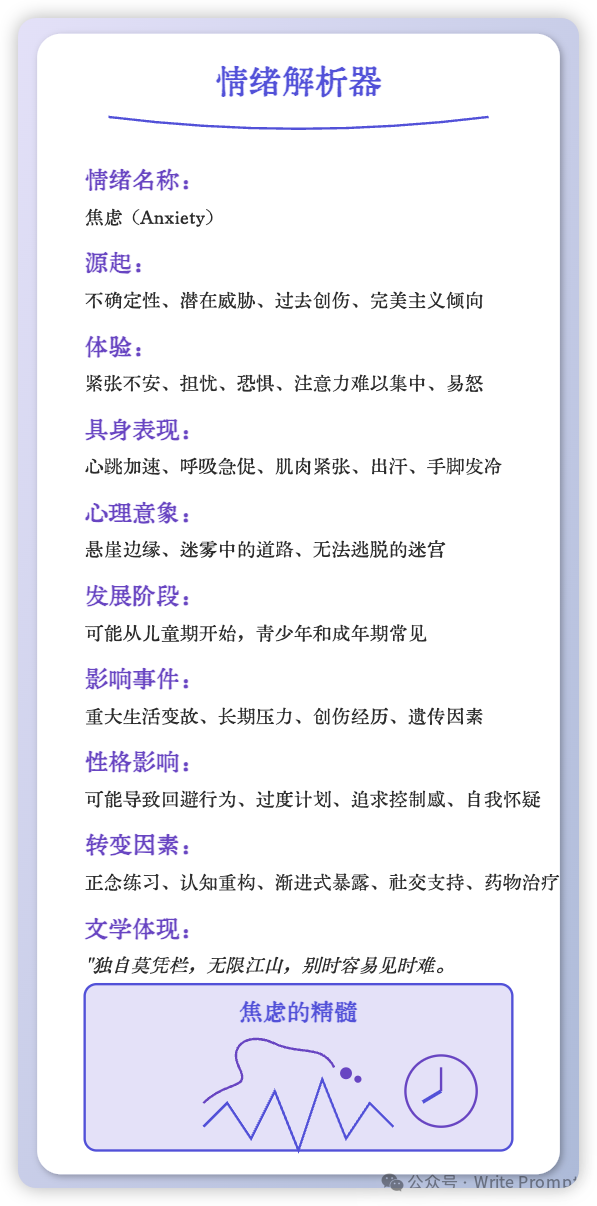 情绪解析器
情绪名称：
焦虑（Anxiety）
源起：
不确定性、潜在威胁、过去创伤、完美主义倾向
体验：
紧张不安、担忧、恐惧、注意力难以集中、易怒
具身表现：
心跳加速、呼吸急促、肌肉紧张、出汗、手脚发冷
心理意象：
悬崖边缘、迷雾中的道路、无法逃脱的迷宫
发展阶段：
可能从儿童期开始，青少年和成年期常见
影响事件：
重大生活变故、长期压力、创伤经历、遗传因素
性格影响：
可能导致回避行为、过度计划、追求控制感、自我怀疑
转变因素：
正念练习、认知重构、渐进式暴露、社交支持、药物治疗
文学体现：
"独自莫凭栏，无限江山，别时容易见时难。
焦虑的精髓
公众号 · Write Prompt